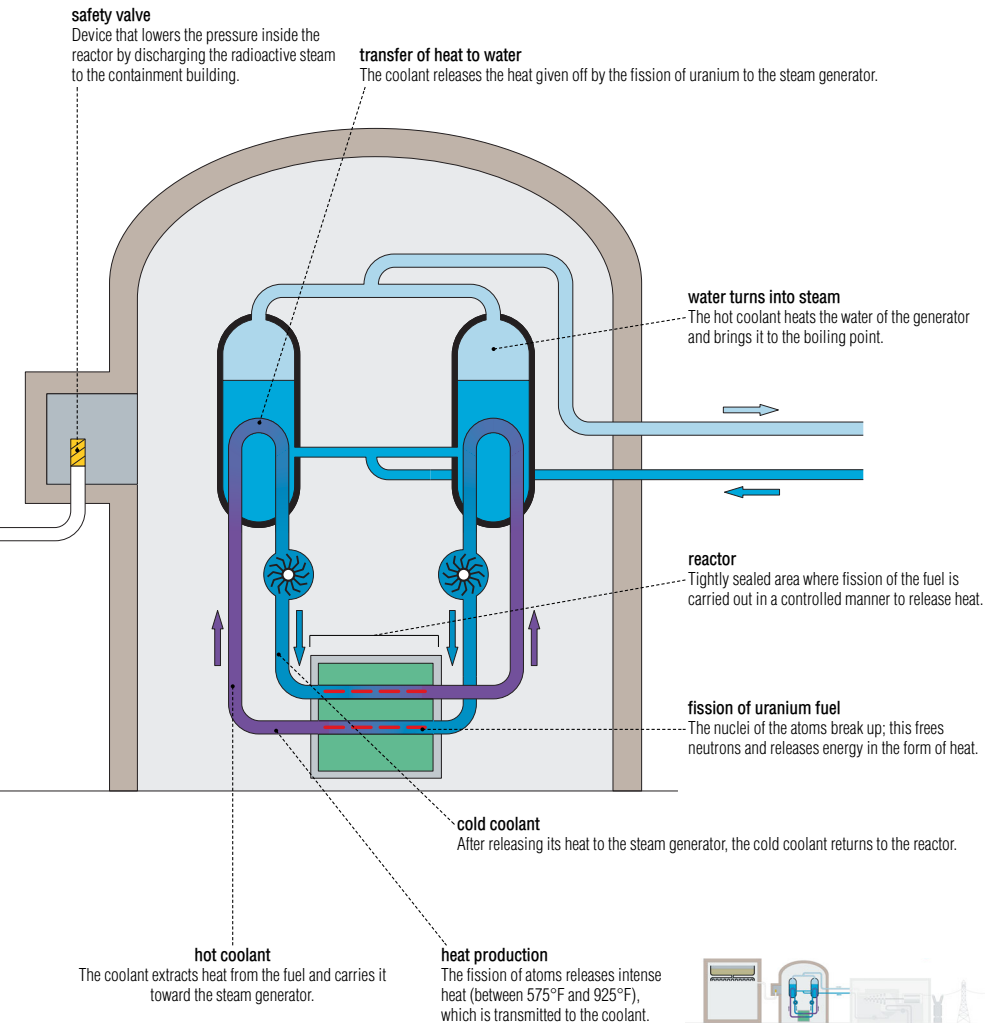 safety valve
Device that lowers the pressure inside the
reactor by discharging the radioactive steam
to the containment building.
transfer of heat to water
The coolant releases the heat given off by the fission of uranium to the steam generator.
water turns into steam
The hot coolant heats the water of the generator
and brings it to the boiling point.
reactor
Tightly sealed area where fission of the fuel is
carried out in a controlled manner to release heat.
fission of uranium fuel
The nuclei of the atoms break up; this frees
neutrons and releases energy in the form of heat.
cold coolant
After releasing its heat to the steam generator, the cold coolant returns to the reactor.
hot coolant
The coolant extracts heat from the fuel and carries it
toward the steam generator.
heat production
The fission of atoms releases intense
heat (between 575°F and 925°F),
which is transmitted to the coolant.